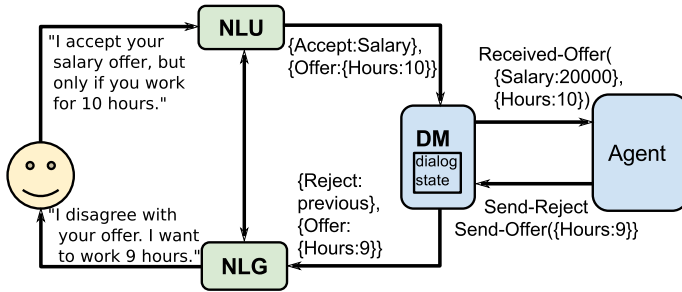 NLU
"I accept your
salary offer, but
only if you work
for 10 hours."
{Accept:Salary},
{Offer:{Hours:10}}
Received-Offer(
{Salary:20000},
{Hours:10})
DM
dialog
state
Agent
{Reject:
previous},
{Offer:
{Hours:9}}
Send-Reject
Send-Offer({Hours:9}}
"I disagree with
your offer. I want
to work 9 hours."
NLG